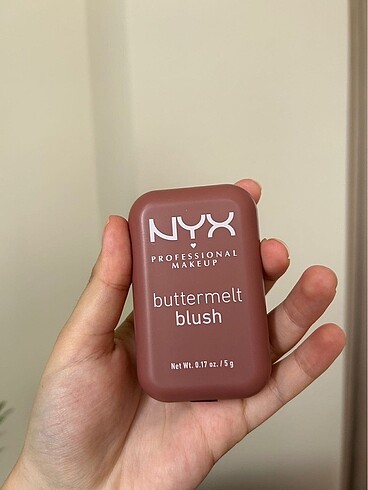 NYX
PROFESSIONAL
MAKEUP
buttermelt
blush
Net Wt. 0.17 oz. / 5 g